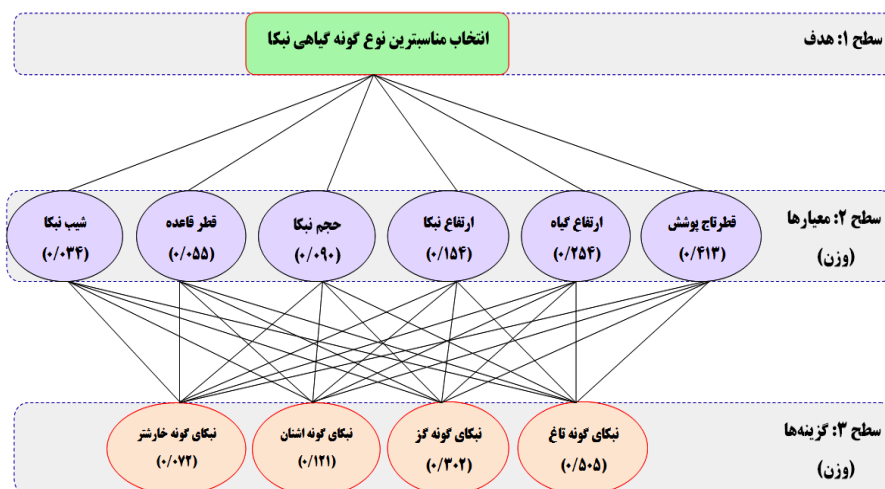 سطح ۱: هدف
انتخاب مناسبترین نوع گونه گیاهی نبکا
سطح ۲: معیارها
(وزن)
قطرتاج پوشش
(۰/۴۱۳)
ارتفاع گیاه
(۰/۲۵۴)
ارتفاع نبکا
(۰/۱۵۴)
حجم نبکا
(۰/۰۹۰)
قطر قاعده
(۰/۰۵۵)
شیب نبکا
(۰/۰۳۴)
سطح ۳: گزینه‌ها
(وزن)
نبکای گونه تاغ
(۰/۵۰۵)
نبکای گونه گز
(۰/۳۰۲)
نبکای گونه اشنان
(۰/۱۲۱)
نبکای گونه خارشتر
(۰/۰۷۲)